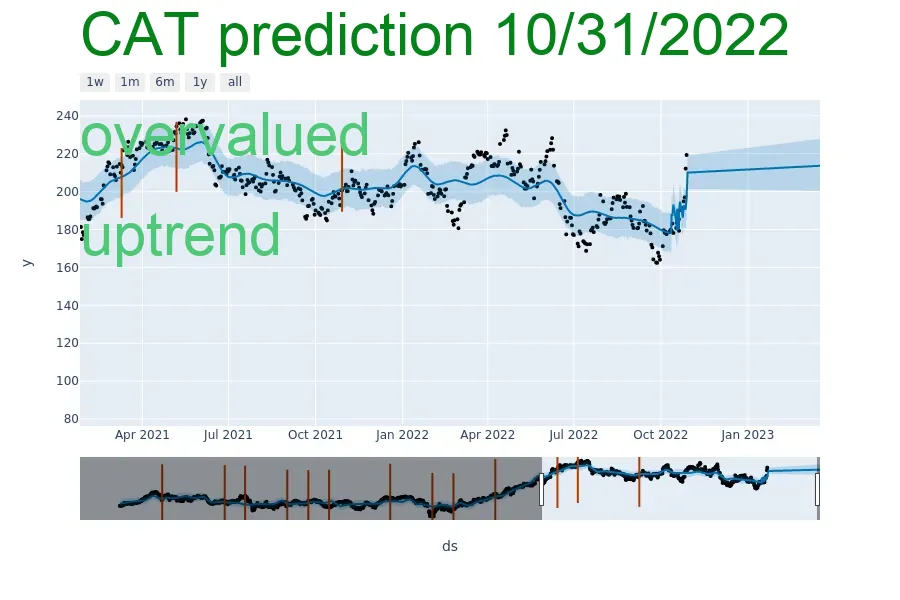 CAT prediction 10/31/2022
1w 1m 6m 1y all
240
overvalued
220
200
uptrend
180
y
160
140
120
100
80
Apr 2021 Jul 2021 Oct 2021 Jan 2022 Apr 2022 Jul 2022 Oct 2022 Jan 2023
ds